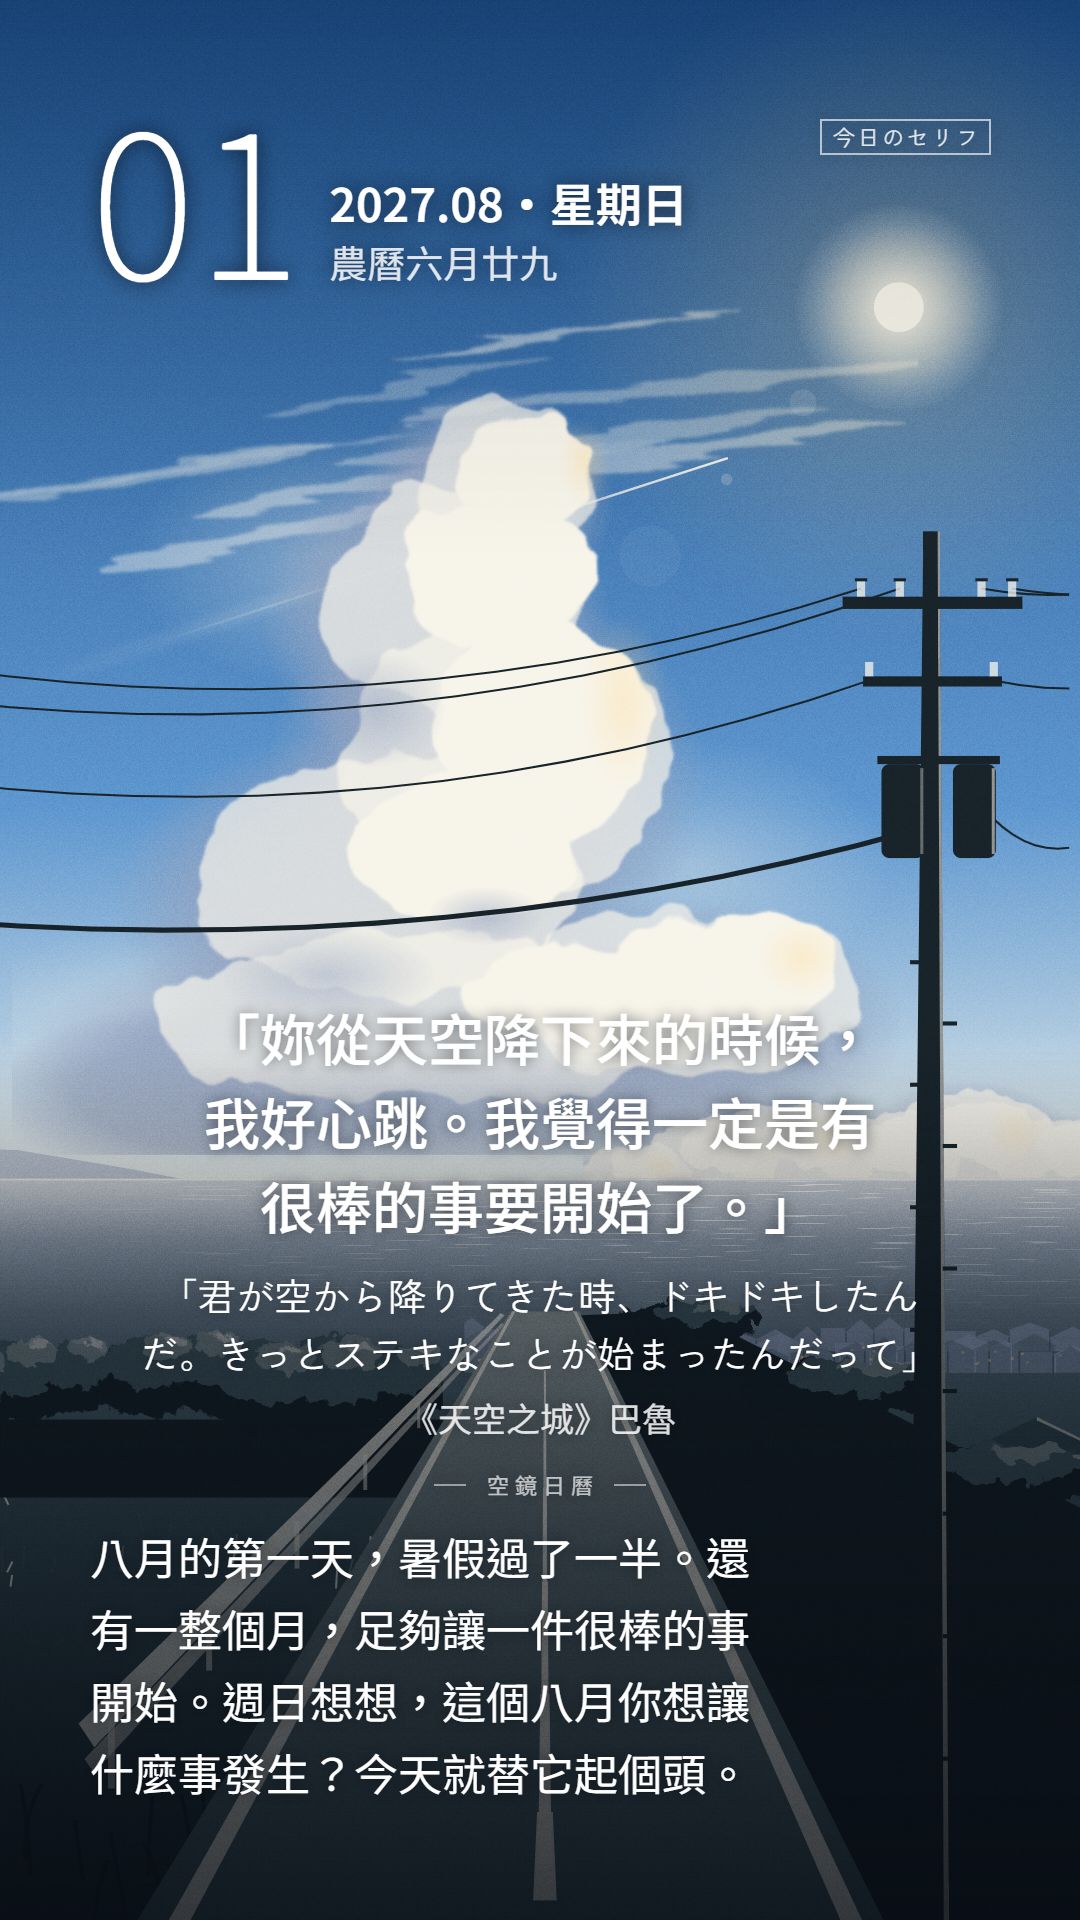 01
今日のセリフ
2027.08・星期日
農曆六月廿九
「妳從天空降下來的時候，
我好心跳。我覺得一定是有
很棒的事要開始了。」
「君が空から降りてきた時、ドキドキしたん
だ。きっとステキなことが始まったんだって」
《天空之城》巴魯
空鏡日曆
八月的第一天，暑假過了一半。還
有一整個月，足夠讓一件很棒的事
開始。週日想想，這個八月你想讓
什麼事發生？今天就替它起個頭。